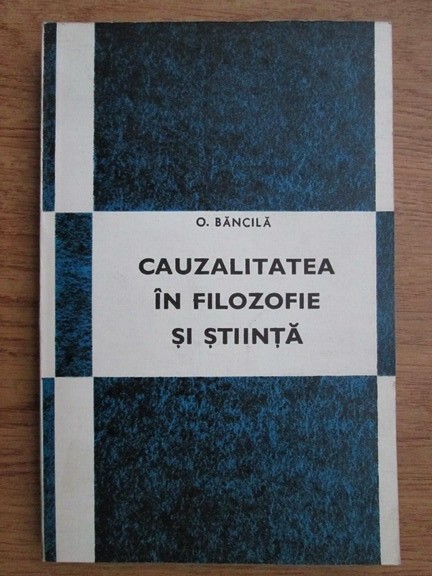 O. BĂNCILĂ
CAUZALITATEA
ÎN FILOZOFIE
ȘI ȘTIINȚĂ